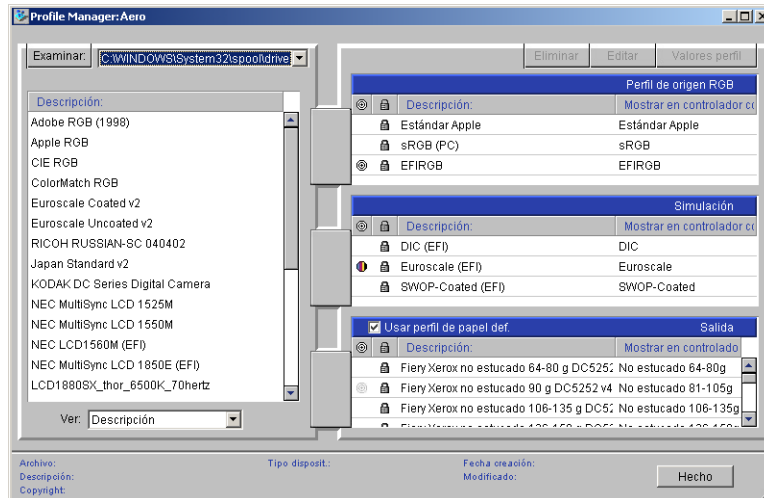 Profile Manager:Aero
Examinar:
C:\WINDOWS\System32\spool\drive
Descripción:
Adobe RGB (1998)
Apple RGB
CIE RGB
ColorMatch RGB
Euroscale Coated v2
Euroscale Uncoated v2
RICOH RUSSIAN-SC 040402
Japan Standard v2
KODAK DC Series Digital Camera
NEC MultiSync LCD 1525M
NEC MultiSync LCD 1550M
NEC LCD1560M (EFI)
NEC MultiSync LCD 1850E (EFI)
LCD1880SX_thor_6500K_70hertz
Ver: Descripción
Eliminar Editar Valores perfil
Perfil de origen RGB
Descripción: Mostrar en controlador co
Estándar Apple Estándar Apple
sRGB (PC) sRGB
EFIRGB EFIRGB
Simulación
Descripción: Mostrar en controlador co
DIC (EFI) DIC
Euroscale (EFI) Euroscale
SWOP-Coated (EFI) SWOP-Coated
Usar perfil de papel def. Salida
Descripción: Mostrar en controlado
Fiery Xerox no estucado 64-80 g DC5252 No estucado 64-80g
Fiery Xerox no estucado 90 g DC5252 v4 No estucado 81-105g
Fiery Xerox no estucado 106-135 g DC52 No estucado 106-135g
Archivo: Tipo disposit.: Fecha creación:
Descripción: Modificado:
Copyright:
Hecho